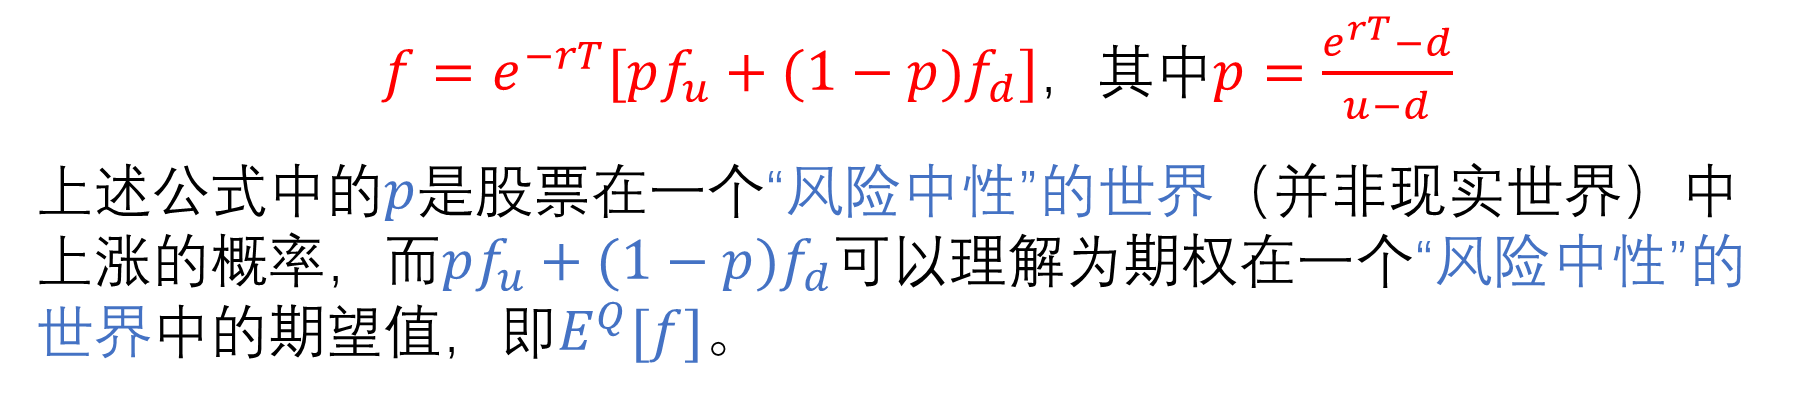 f = e^{-rT}[pf_u + (1 − p)f_d]，其中p = \frac{e^{rT}−d}{u−d}
上述公式中的p是股票在一个“风险中性”的世界（并非现实世界）中
上涨的概率，而pf_u + (1 − p)f_d可以理解为期权在一个“风险中性”的
世界中的期望值，即E^Q[f]。